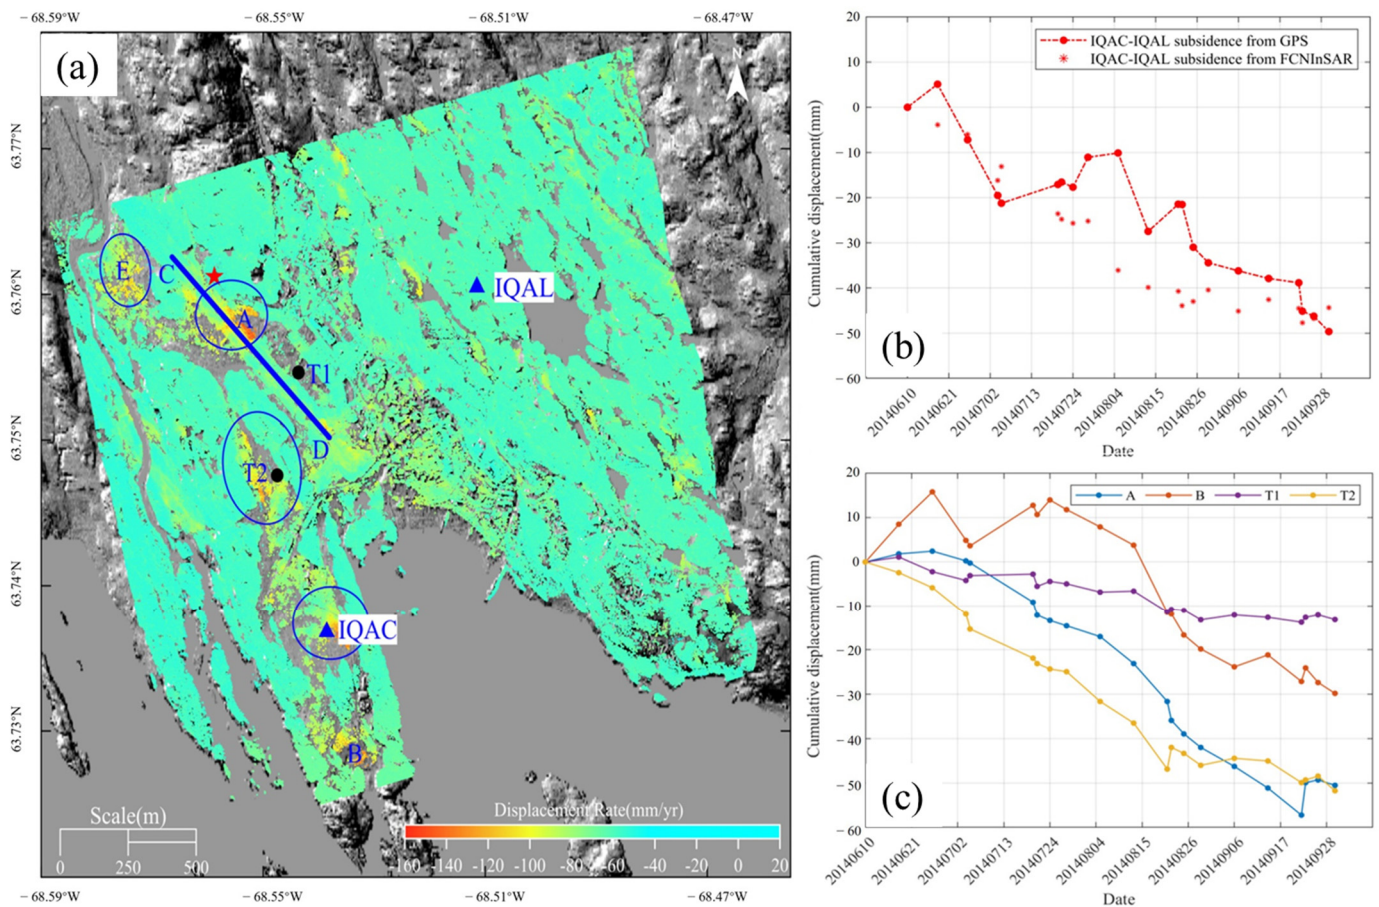 −68.59°W −68.55°W −68.51°W −68.47°W
(a)
N
63.77°N
63.76°N
63.75°N
63.74°N
63.73°N
E
C
A
IQAL
T1
D
T2
IQAC
B
Scale(m)
0 250 500
Displacement Rate(mm/yr)
-160 -140 -120 -100 -80 -60 -40 -20 0 20
−68.59°W −68.55°W −68.51°W −68.47°W
20
10
0
−10
−20
−30
−40
−50
−60
Cumulative displacement(mm)
IQAC-IQAL subsidence from GPS
IQAC-IQAL subsidence from FCNInSAR
(b)
20140610 20140621 20140702 20140713 20140724 20140804 20140815 20140826 20140906 20140917 20140928
Date
20
10
0
−10
−20
−30
−40
−50
−60
Cumulative displacement(mm)
A B T1 T2
(c)
20140610 20140621 20140702 20140713 20140724 20140804 20140815 20140826 20140906 20140917 20140928
Date